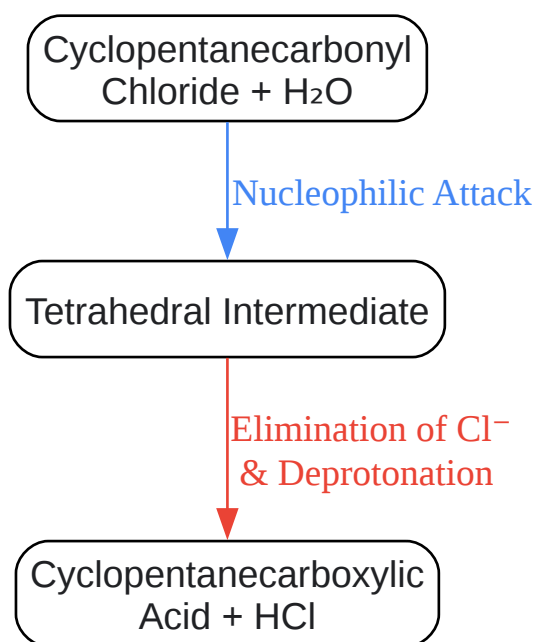 Cyclopentanecarbonyl
Chloride + H₂O
Nucleophilic Attack
Tetrahedral Intermediate
Elimination of Cl⁻
& Deprotonation
Cyclopentanecarboxylic
Acid + HCl